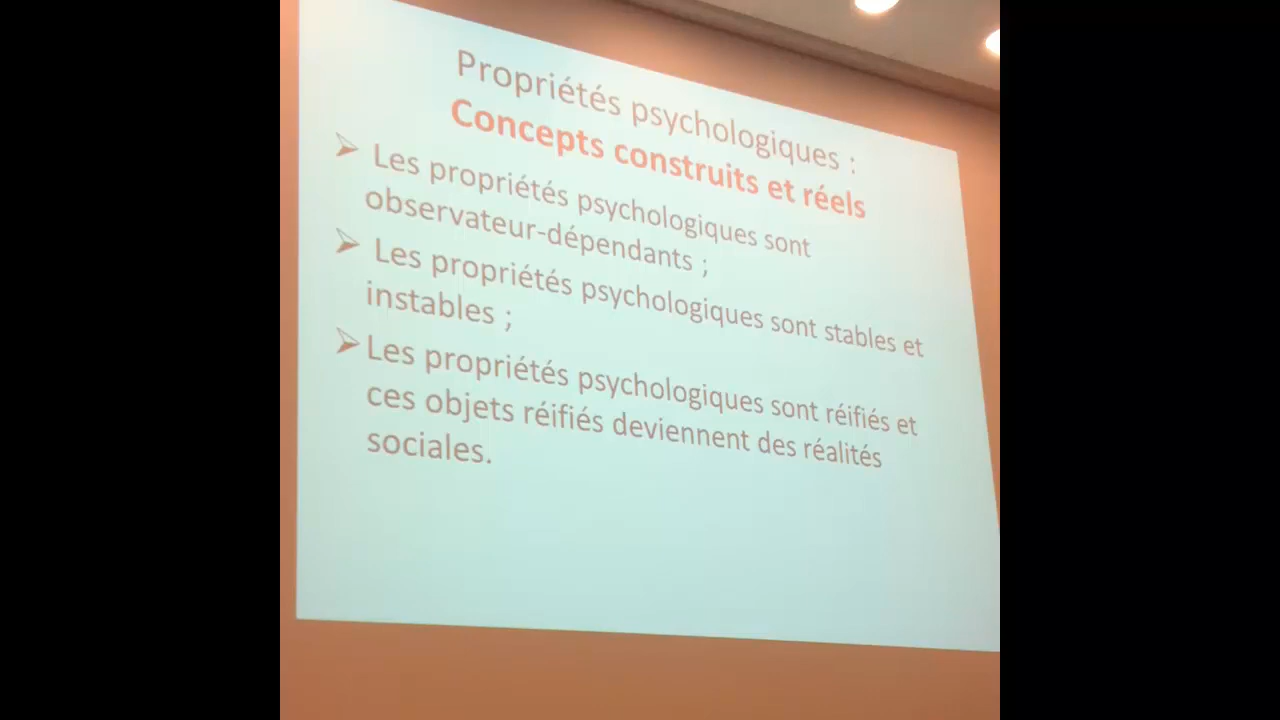 Propriétés psychologiques :
Concepts construits et réels
Les propriétés psychologiques sont
observateur-dépendants ;
Les propriétés psychologiques sont stables et
instables ;
Les propriétés psychologiques sont réifiés et
ces objets réifiés deviennent des réalités
sociales.